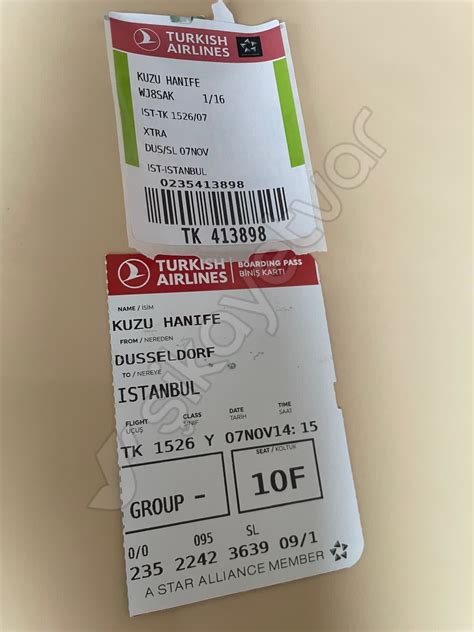 TURKISH
AIRLINES
KUZU HANIFE
WJ8SAK 1/16
IST-TK 1526/07
XTRA
DUS/SL 07NOV
IST-ISTANBUL
0235413898
TK 413898
TURKISH
AIRLINES
BOARDING PASS
BİNİŞ KARTI
NAME / İSİM
KUZU HANIFE
FROM / NEREDEN
DUSSELDORF
TO / NEREYE
ISTANBUL
FLIGHT CLASS DATE TIME
UÇUŞ SINIF TARİH SAAT
TK 1526 Y 07NOV14:15
GROUP -
SEAT / KOLTUK
10F
0/0 095 SL
235 2242 3639 09/1
A STAR ALLIANCE MEMBER
şikayetvar